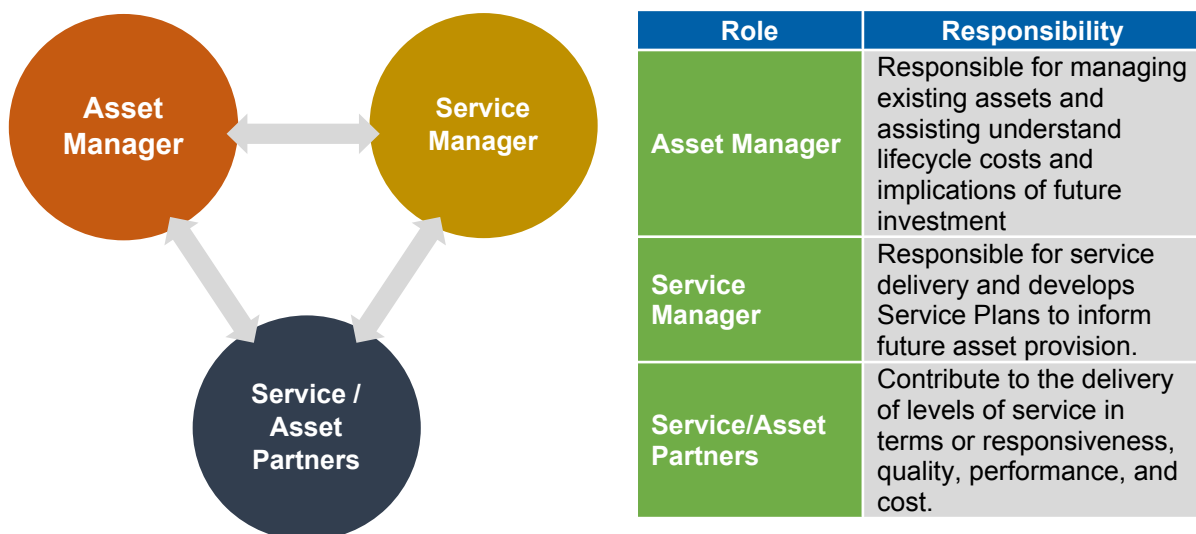 Asset
Manager
Service
Manager
Service /
Asset
Partners
Role
Responsibility
Asset Manager
Responsible for managing
existing assets and
assisting understand
lifecycle costs and
implications of future
investment
Service
Manager
Responsible for service
delivery and develops
Service Plans to inform
future asset provision.
Service/Asset
Partners
Contribute to the delivery
of levels of service in
terms or responsiveness,
quality, performance, and
cost.